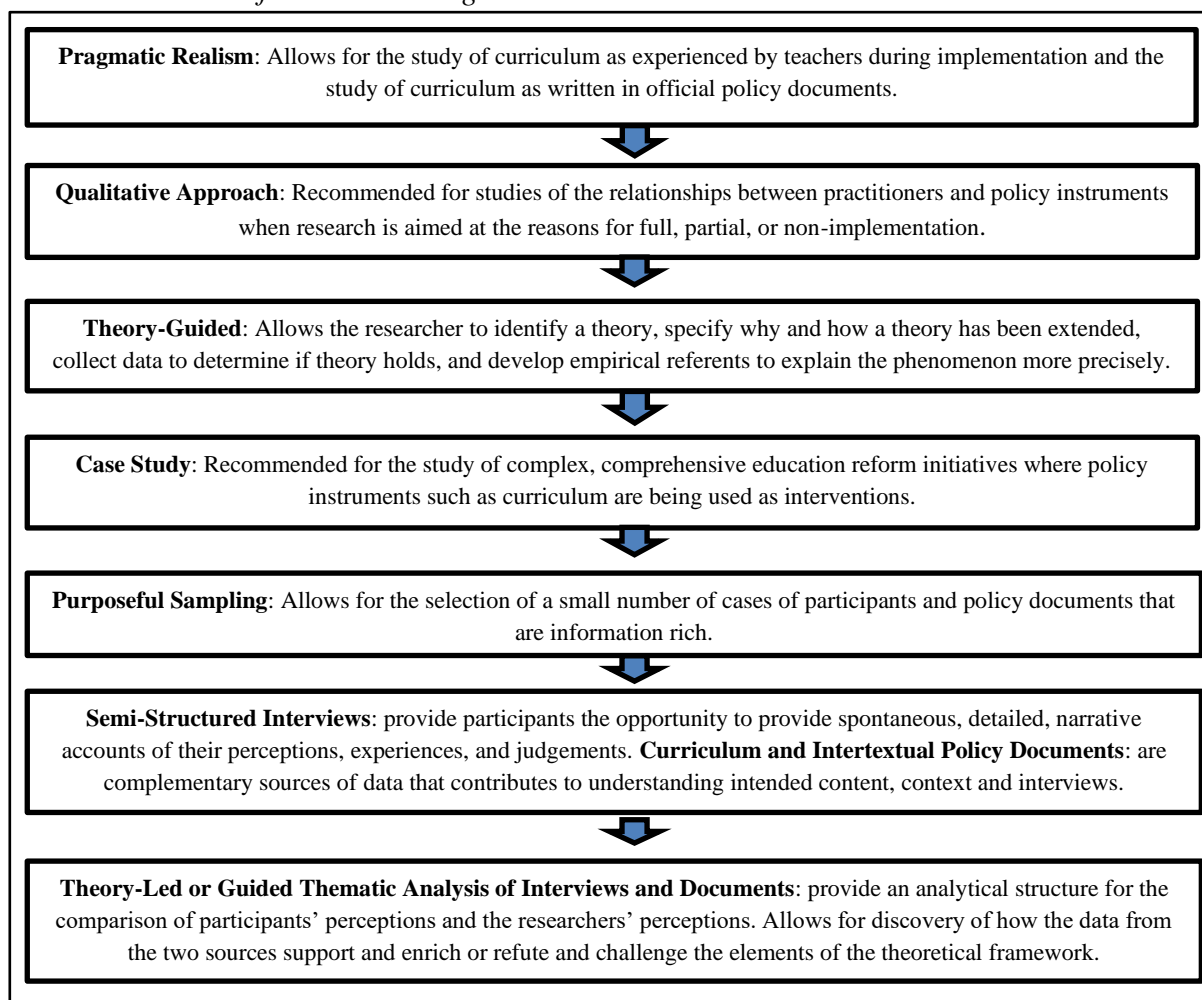 Pragmatic Realism: Allows for the study of curriculum as experienced by teachers during implementation and the
study of curriculum as written in official policy documents.
Qualitative Approach: Recommended for studies of the relationships between practitioners and policy instruments
when research is aimed at the reasons for full, partial, or non-implementation.
Theory-Guided: Allows the researcher to identify a theory, specify why and how a theory has been extended,
collect data to determine if theory holds, and develop empirical referents to explain the phenomenon more precisely.
Case Study: Recommended for the study of complex, comprehensive education reform initiatives where policy
instruments such as curriculum are being used as interventions.
Purposeful Sampling: Allows for the selection of a small number of cases of participants and policy documents that
are information rich.
Semi-Structured Interviews: provide participants the opportunity to provide spontaneous, detailed, narrative
accounts of their perceptions, experiences, and judgements. Curriculum and Intertextual Policy Documents: are
complementary sources of data that contributes to understanding intended content, context and interviews.
Theory-Led or Guided Thematic Analysis of Interviews and Documents: provide an analytical structure for the
comparison of participants’ perceptions and the researchers’ perceptions. Allows for discovery of how the data from
the two sources support and enrich or refute and challenge the elements of the theoretical framework.